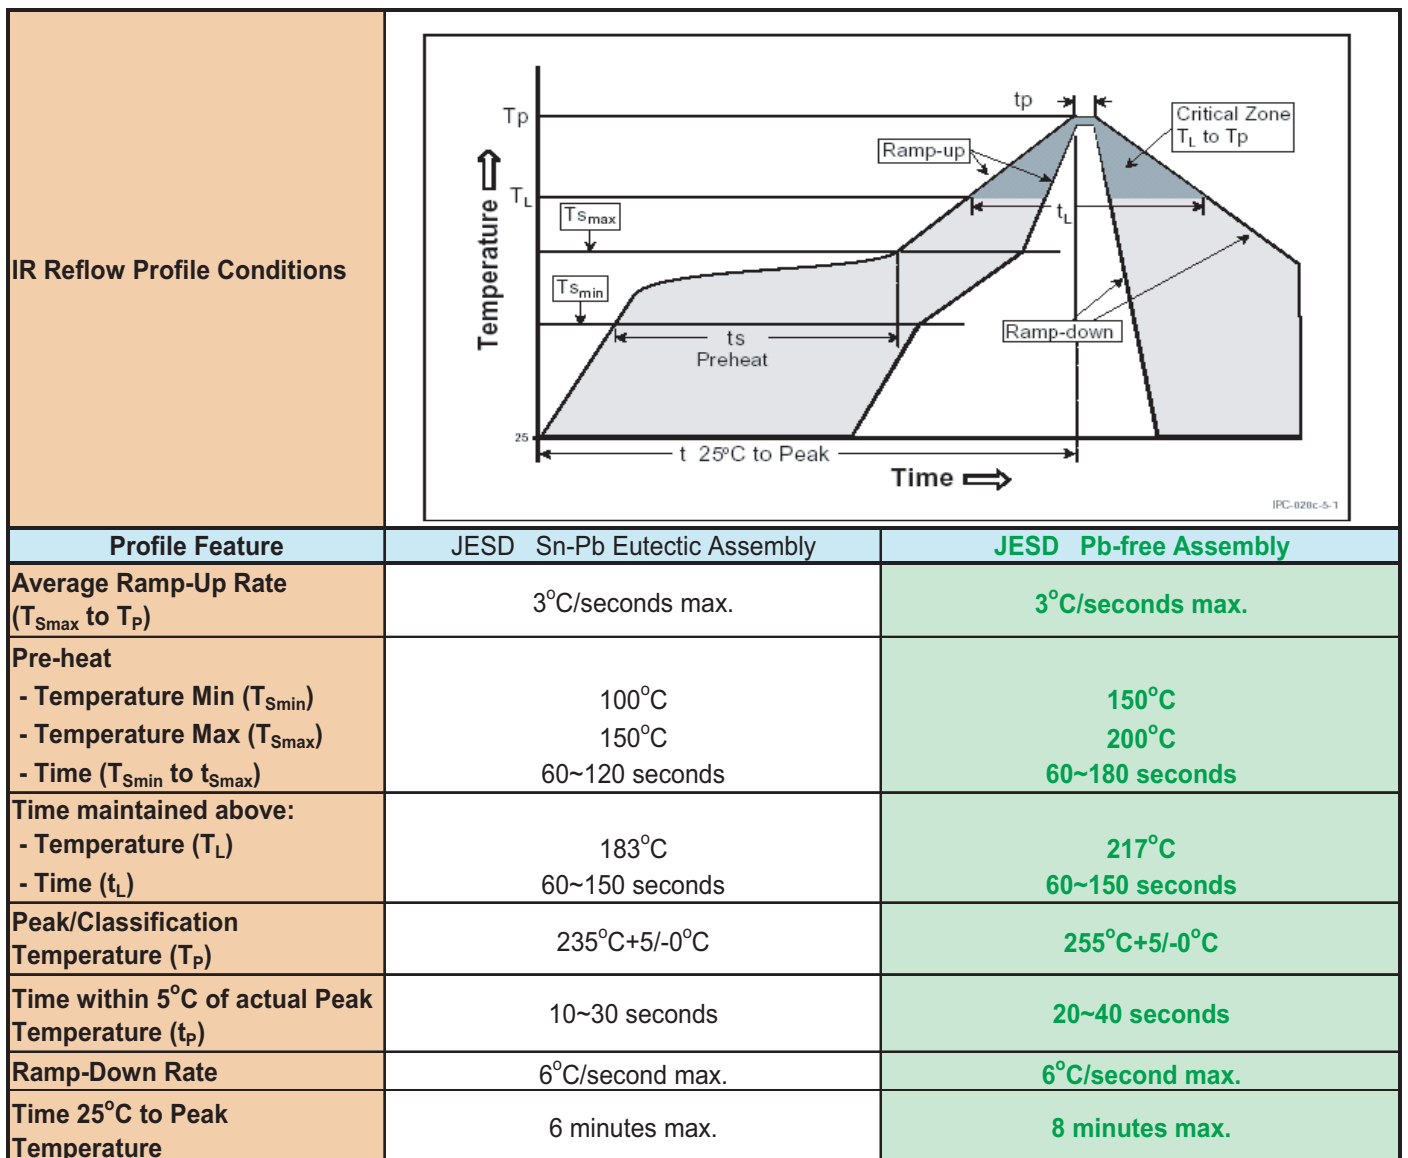 IR Reflow Profile Conditions
Temperature
Tp
TL
Tsmax
Tsmin
25
tp
Ramp-up
Critical Zone
TL to Tp
tL
ts
Preheat
Ramp-down
t 25°C to Peak
Time
IPC-020c-5-1
Profile Feature JESD Sn-Pb Eutectic Assembly JESD Pb-free Assembly
Average Ramp-Up Rate
(TSmax to TP) 3°C/seconds max. 3°C/seconds max.
Pre-heat
- Temperature Min (TSmin) 100°C 150°C
- Temperature Max (TSmax) 150°C 200°C
- Time (TSmin to tSmax) 60~120 seconds 60~180 seconds
Time maintained above:
- Temperature (TL) 183°C 217°C
- Time (tL) 60~150 seconds 60~150 seconds
Peak/Classification
Temperature (TP) 235°C+5/-0°C 255°C+5/-0°C
Time within 5°C of actual Peak
Temperature (tP) 10~30 seconds 20~40 seconds
Ramp-Down Rate 6°C/second max. 6°C/second max.
Time 25°C to Peak
Temperature 6 minutes max. 8 minutes max.